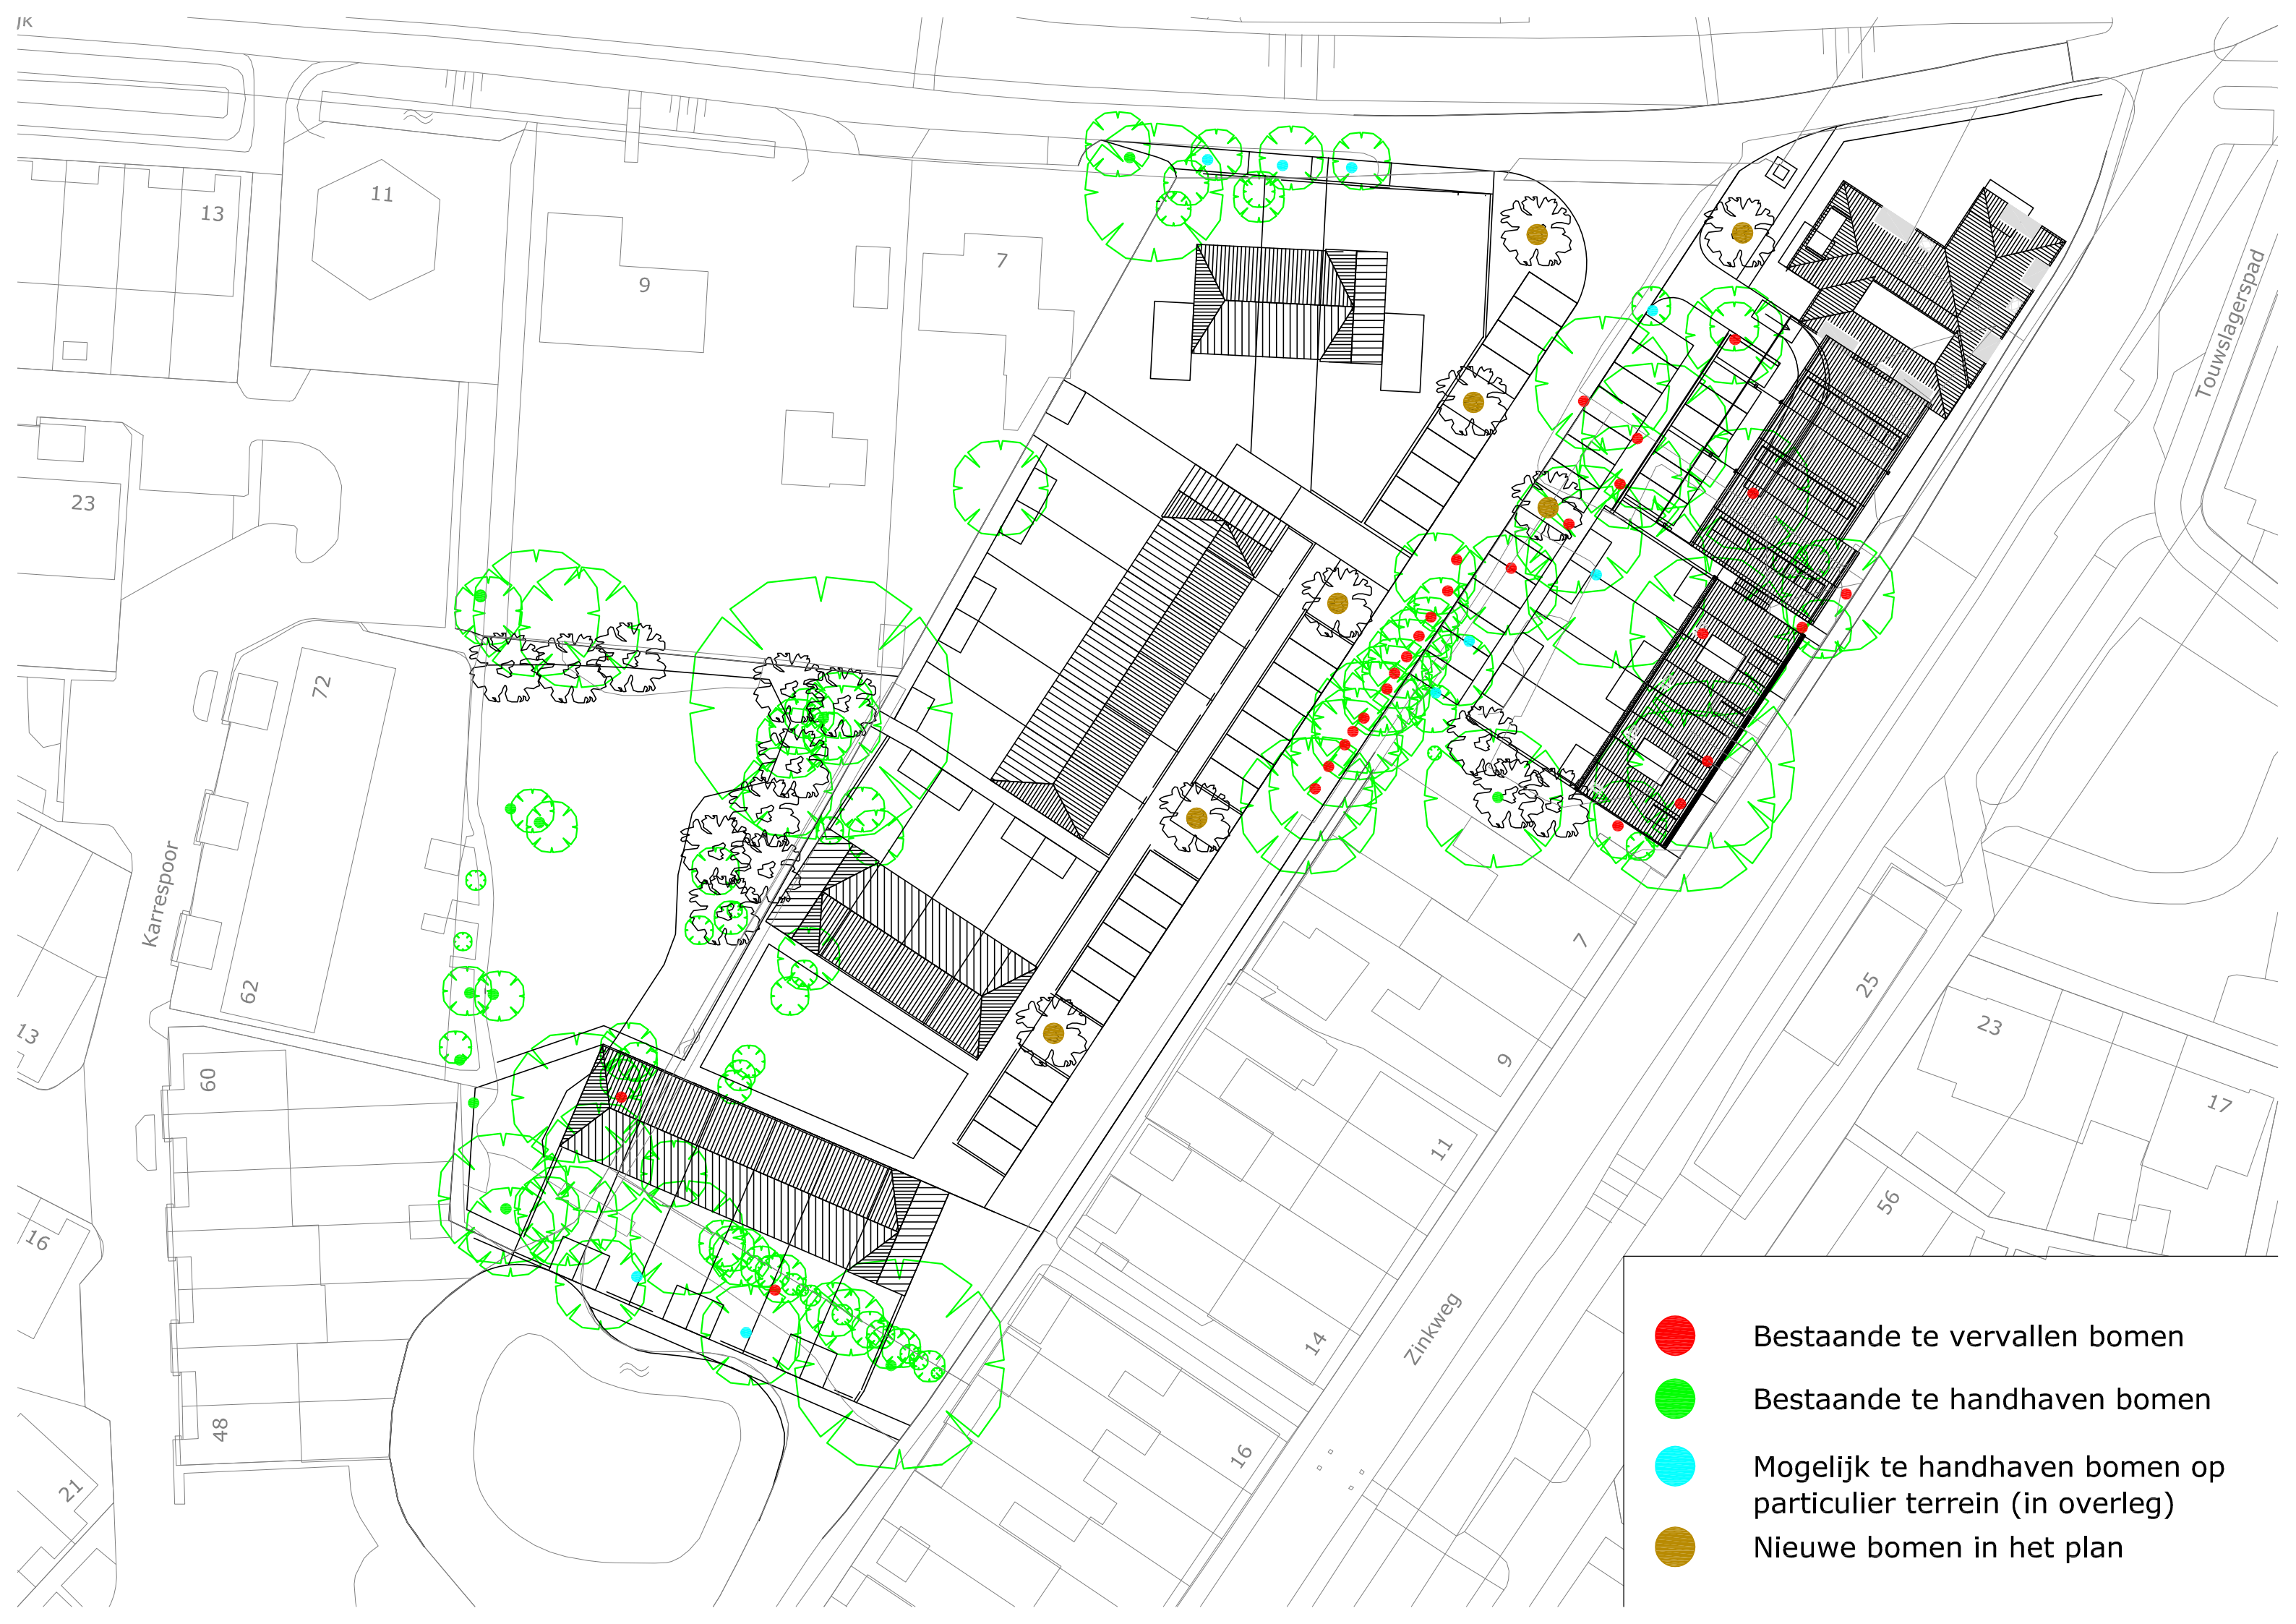 13
11
9
7
23
72
62
Karrespoor
60
48
13
16
21
Touwslagerspad
7
9
11
14
16
Zinkweg
25
23
17
56
Bestaande te vervallen bomen
Bestaande te handhaven bomen
Mogelijk te handhaven bomen op
particulier terrein (in overleg)
Nieuwe bomen in het plan